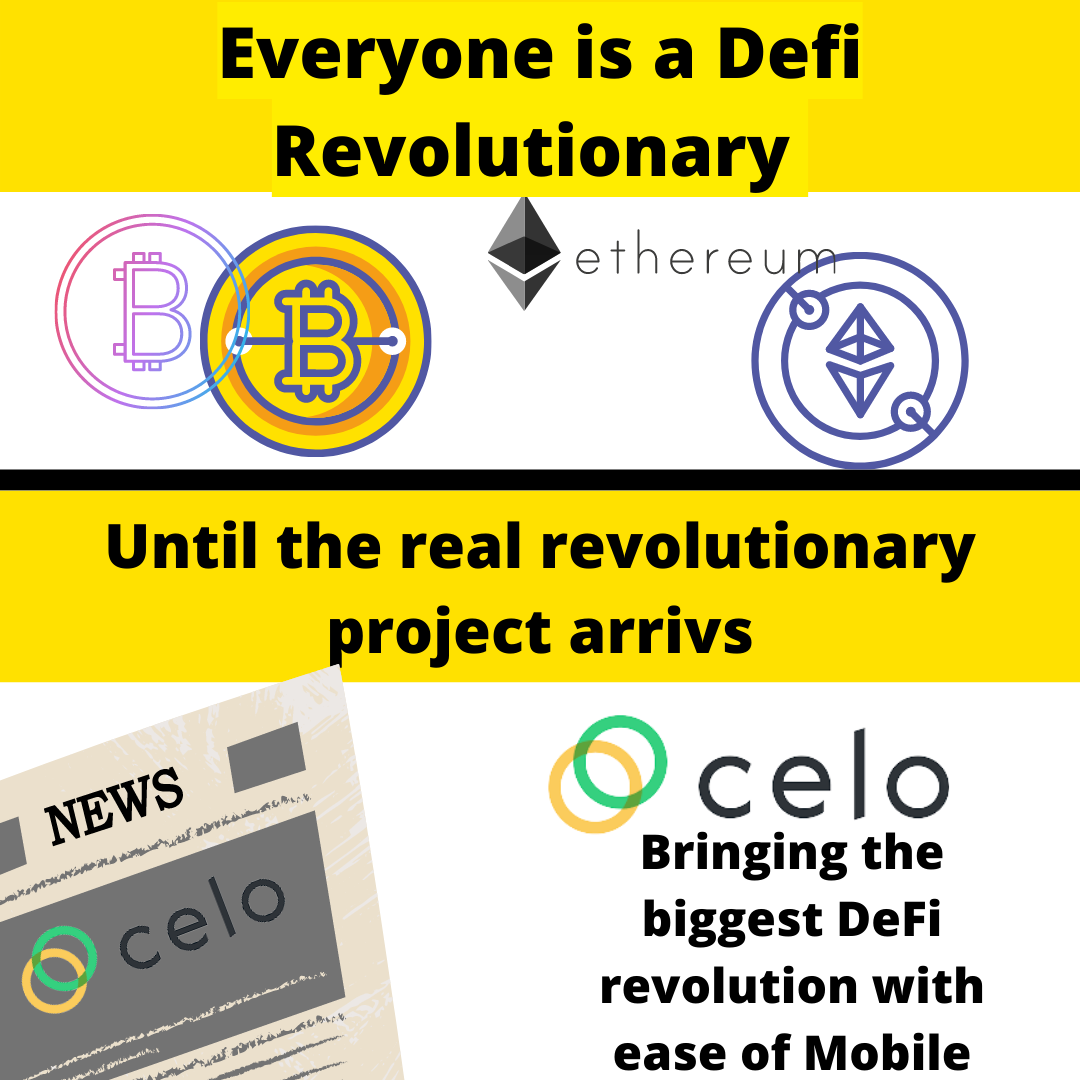 Everyone is a Defi
Revolutionary
ethereum
Until the real revolutionary
project arrivs
NEWS
celo
celo
Bringing the
biggest DeFi
revolution with
ease of Mobile